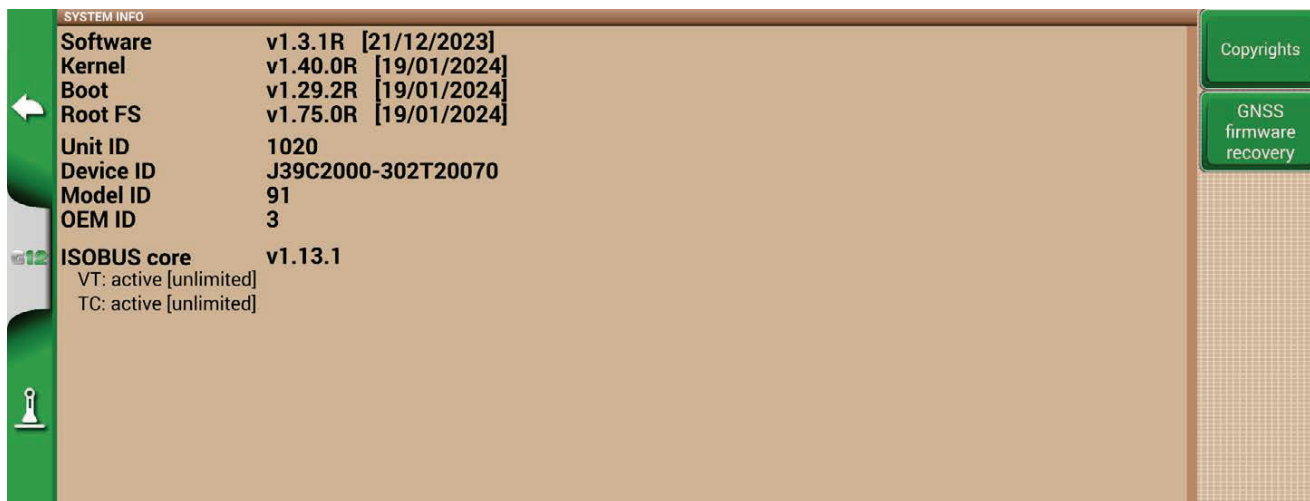 SYSTEM INFO
Software v1.3.1R [21/12/2023]
Kernel v1.40.0R [19/01/2024]
Boot v1.29.2R [19/01/2024]
Root FS v1.75.0R [19/01/2024]
Unit ID 1020
Device ID J39C2000-302T20070
Model ID 91
OEM ID 3
ISOBUS core v1.13.1
VT: active [unlimited]
TC: active [unlimited]
G12
Copyrights
GNSS
firmware
recovery